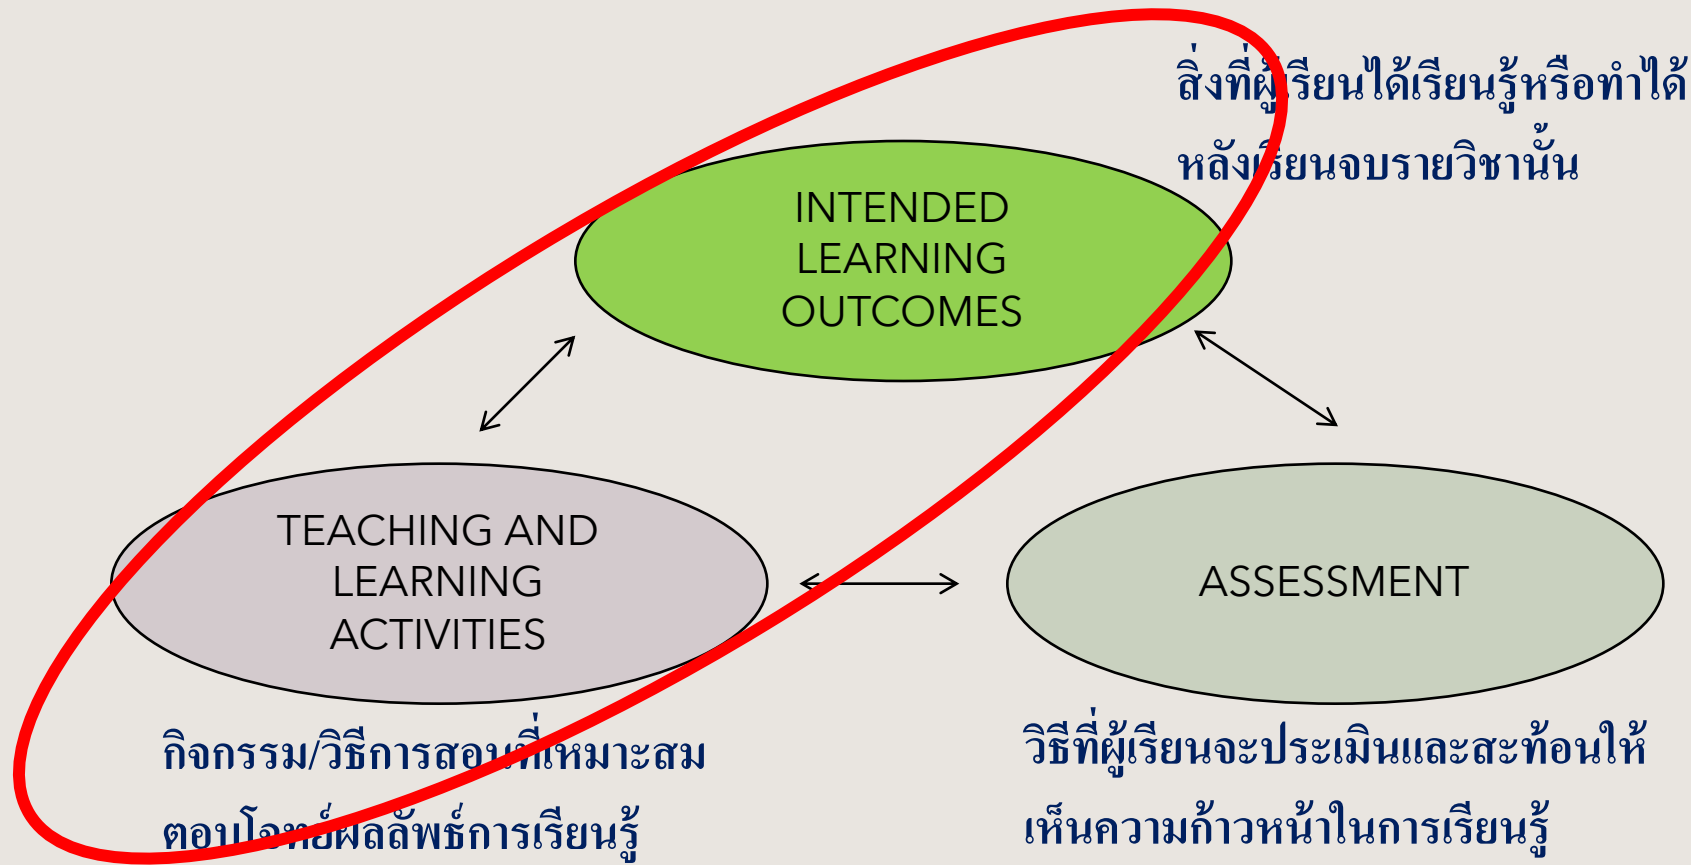 สิ่งที่ผู้เรียนได้เรียนรู้หรือทำได้
หลังเรียนจบรายวิชานั้น
INTENDED
LEARNING
OUTCOMES
TEACHING AND
LEARNING
ACTIVITIES
ASSESSMENT
กิจกรรม/วิธีการสอนที่เหมาะสม
ตอบโจทย์ผลลัพธ์การเรียนรู้
วิธีที่ผู้เรียนจะประเมินและสะท้อนให้
เห็นความก้าวหน้าในการเรียนรู้